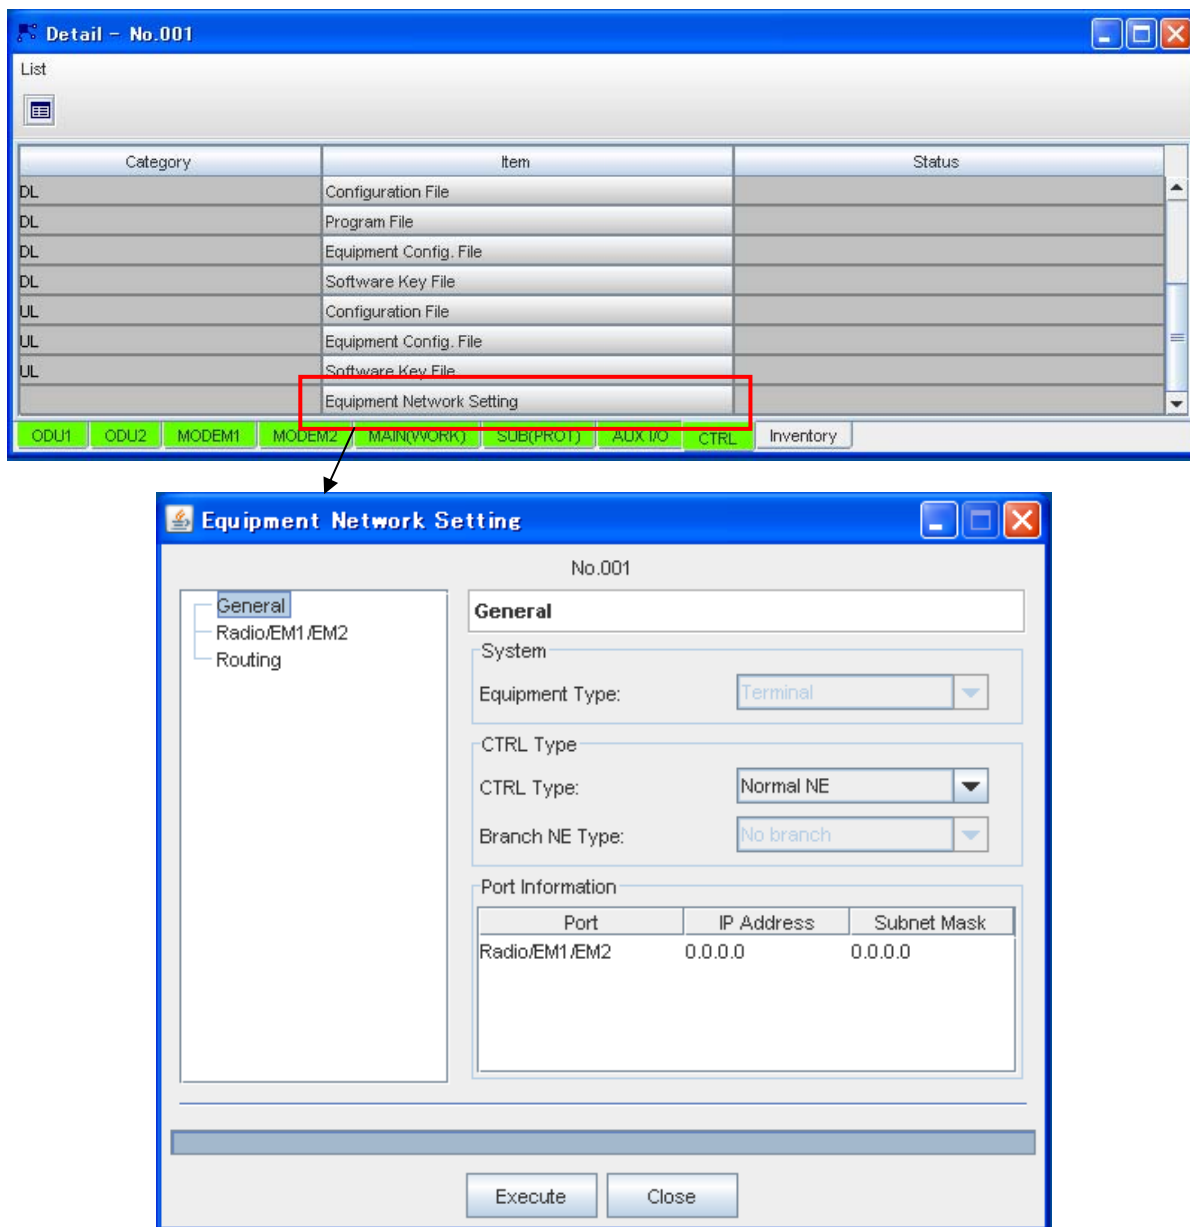 Detail - No.001
List
Category Item Status
DL Configuration File
DL Program File
DL Equipment Config. File
DL Software Key File
UL Configuration File
UL Equipment Config. File
UL Software Key File
Equipment Network Setting
ODU1 ODU2 MODEM1 MODEM2 MAIN(WORK) SUB(PROT) AUX I/O CTRL Inventory
Equipment Network Setting
No.001
General
Radio/EM1/EM2
Routing
General
System
Equipment Type: Terminal
CTRL Type
CTRL Type: Normal NE
Branch NE Type: No branch
Port Information
Port IP Address Subnet Mask
Radio/EM1/EM2 0.0.0.0 0.0.0.0
Execute Close